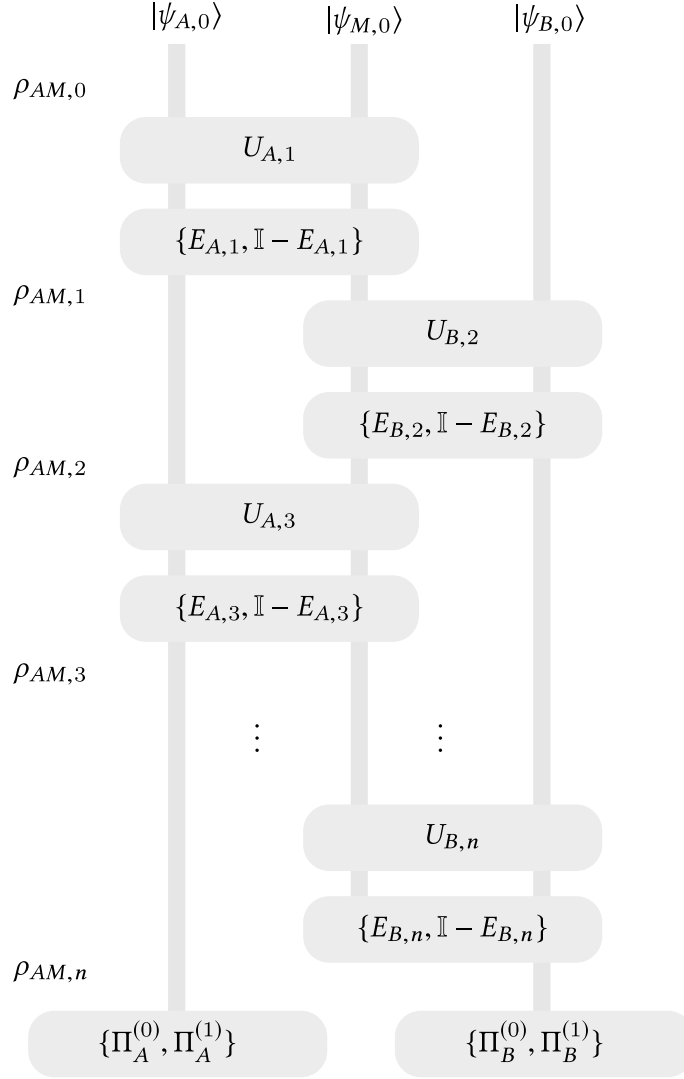 |ψ_{A,0}⟩ |ψ_{M,0}⟩ |ψ_{B,0}⟩
ρ_{AM,0}
U_{A,1}
{E_{A,1}, 𝕀 − E_{A,1}}
ρ_{AM,1}
U_{B,2}
{E_{B,2}, 𝕀 − E_{B,2}}
ρ_{AM,2}
U_{A,3}
{E_{A,3}, 𝕀 − E_{A,3}}
ρ_{AM,3}
⋮ ⋮
U_{B,n}
{E_{B,n}, 𝕀 − E_{B,n}}
ρ_{AM,n}
{Π_A^{(0)}, Π_A^{(1)}} {Π_B^{(0)}, Π_B^{(1)}}